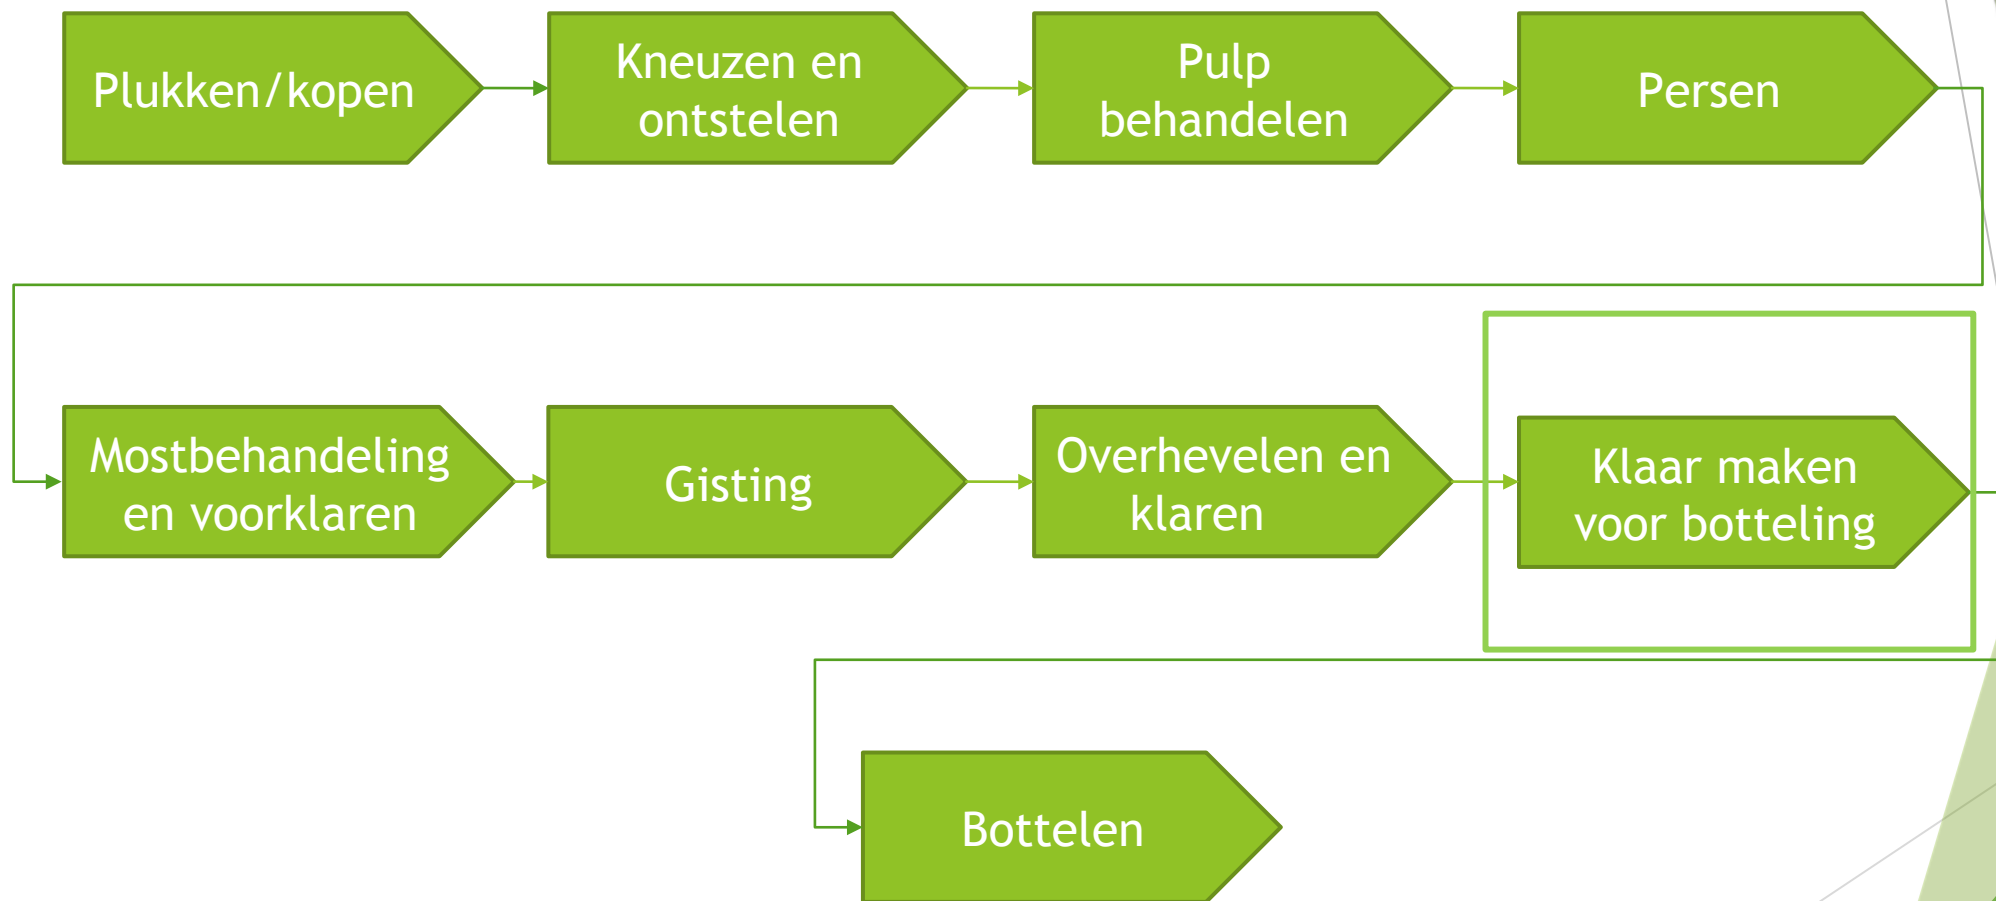 Plukken/kopen
Kneuzen en
ontstelen
Pulp
behandelen
Persen
Mostbehandeling
en voorklaren
Gisting
Overhevelen en
klaren
Klaar maken
voor botteling
Bottelen